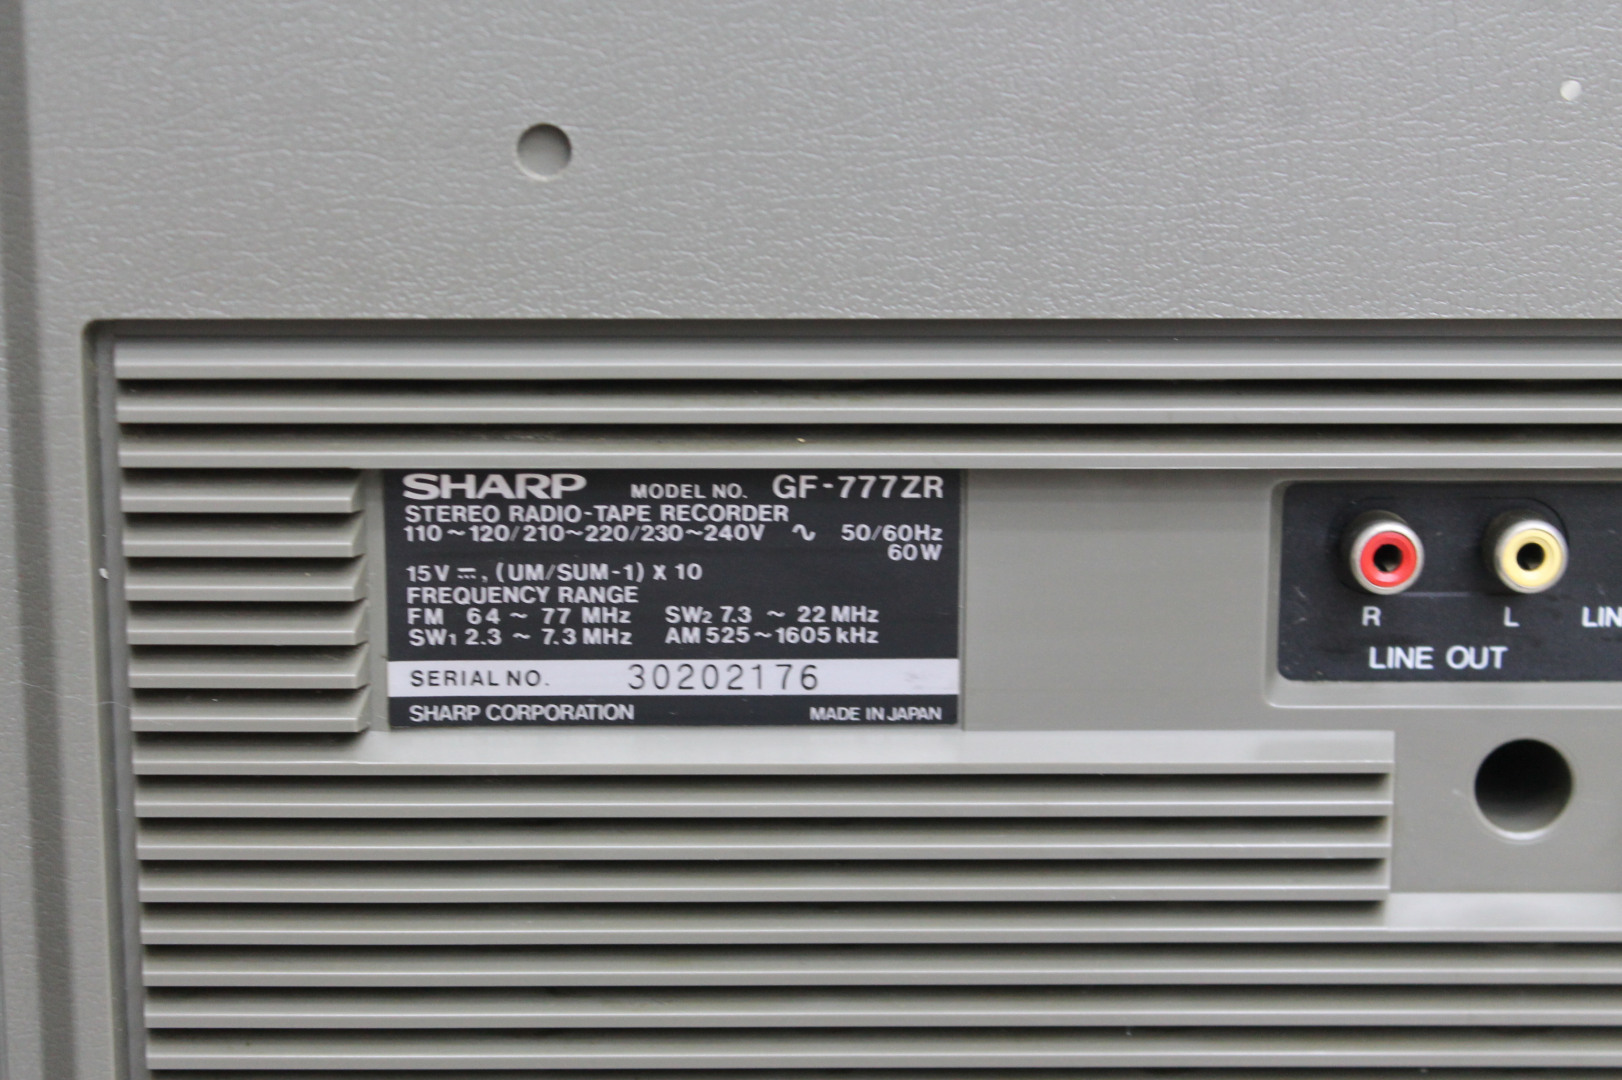 SHARP MODEL NO. GF-777ZR
STEREO RADIO-TAPE RECORDER
110~120/210~220/230~240V ∿ 50/60Hz
60W
15V ⎓, (UM/SUM-1) X 10
FREQUENCY RANGE
FM 64 ~ 77 MHz SW2 7.3 ~ 22 MHz
SW1 2.3 ~ 7.3 MHz AM 525~1605 kHz
SERIAL NO. 30202176
SHARP CORPORATION MADE IN JAPAN
R L LIN
LINE OUT